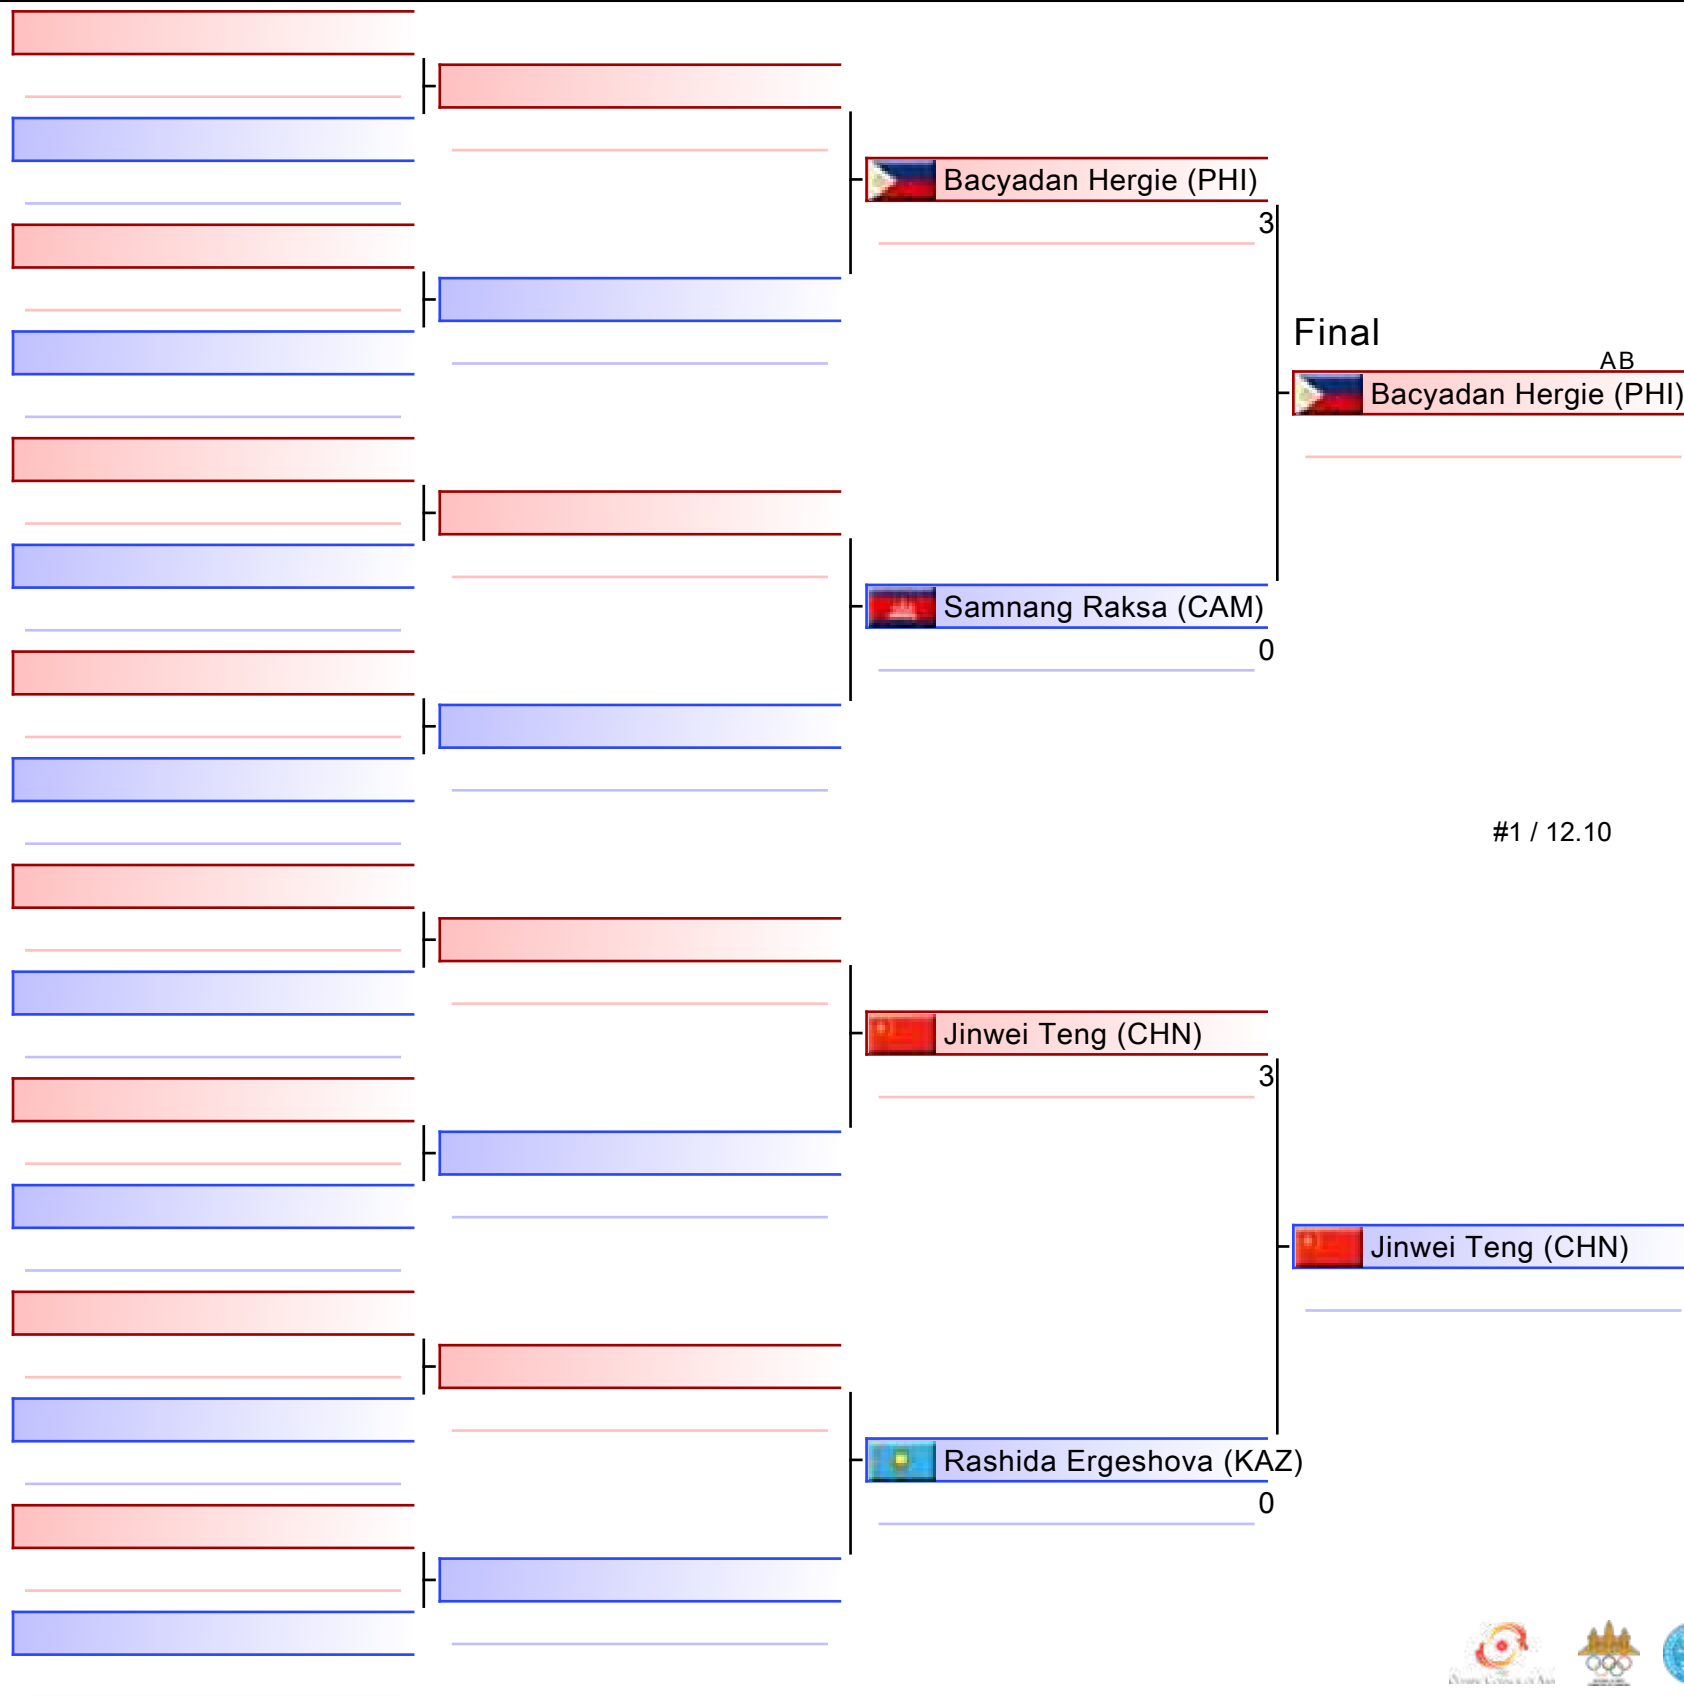 Bacyadan Hergie (PHI)
3
Final
AB
Bacyadan Hergie (PHI)
Samnang Raksa (CAM)
0
#1 / 12.10
Jinwei Teng (CHN)
3
Jinwei Teng (CHN)
Rashida Ergeshova (KAZ)
0